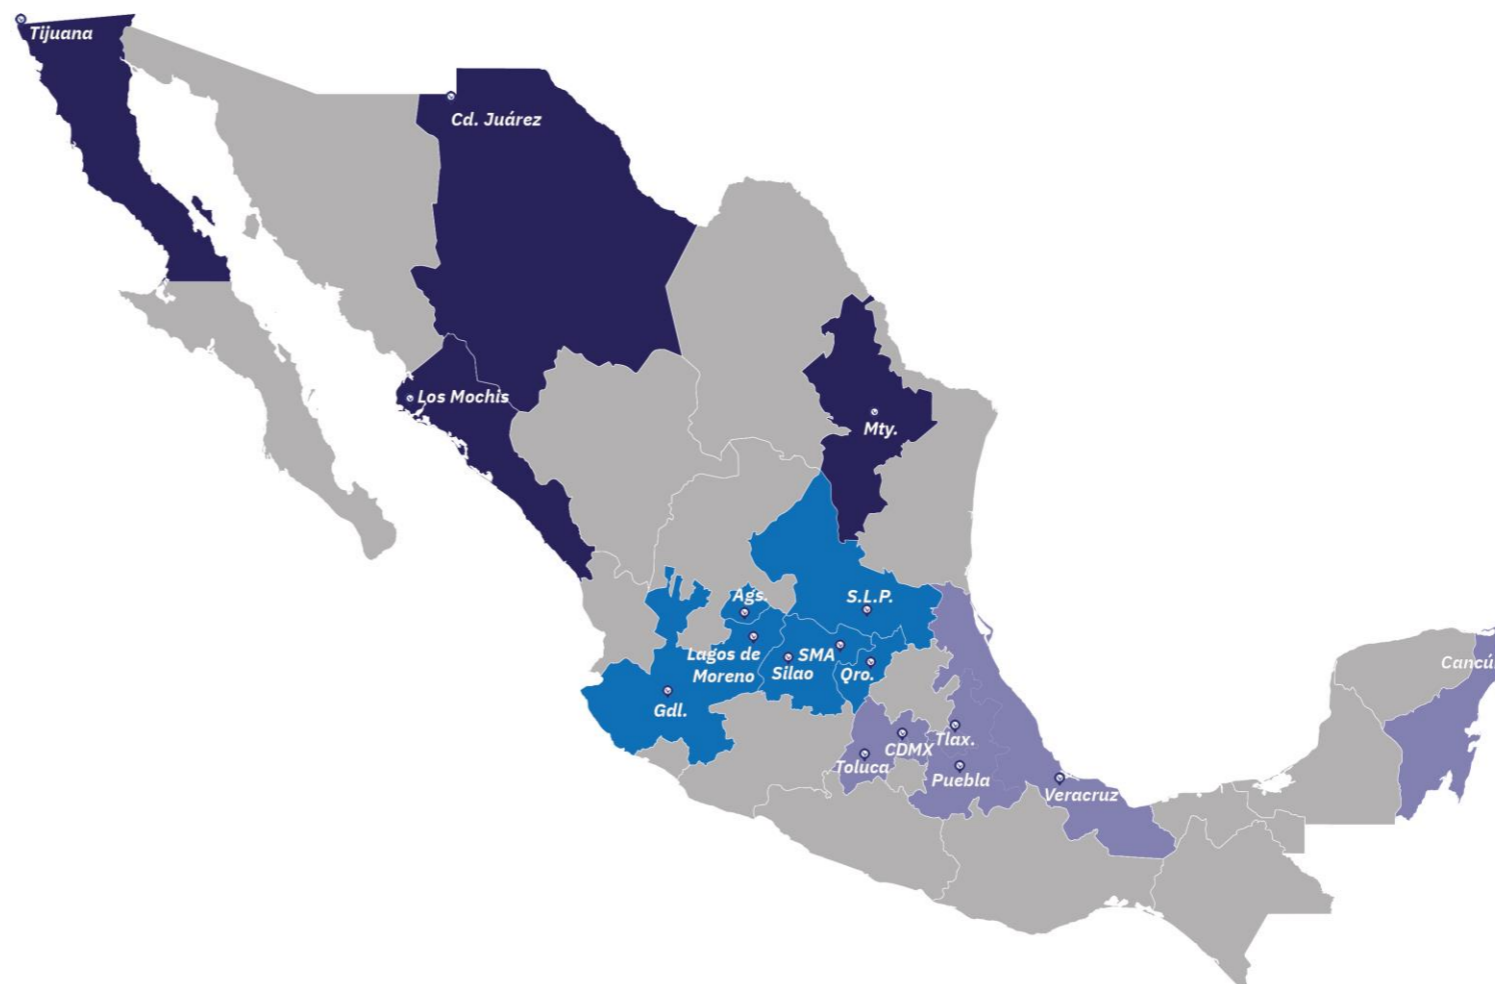 Tijuana
Cd. Juárez
Los Mochis
Mty.
Ags.
S.L.P.
Lagos de
Moreno
SMA
Silao
Qro.
Gdl.
Cancú
Tlax.
CDMX
Toluca
Puebla
Veracruz